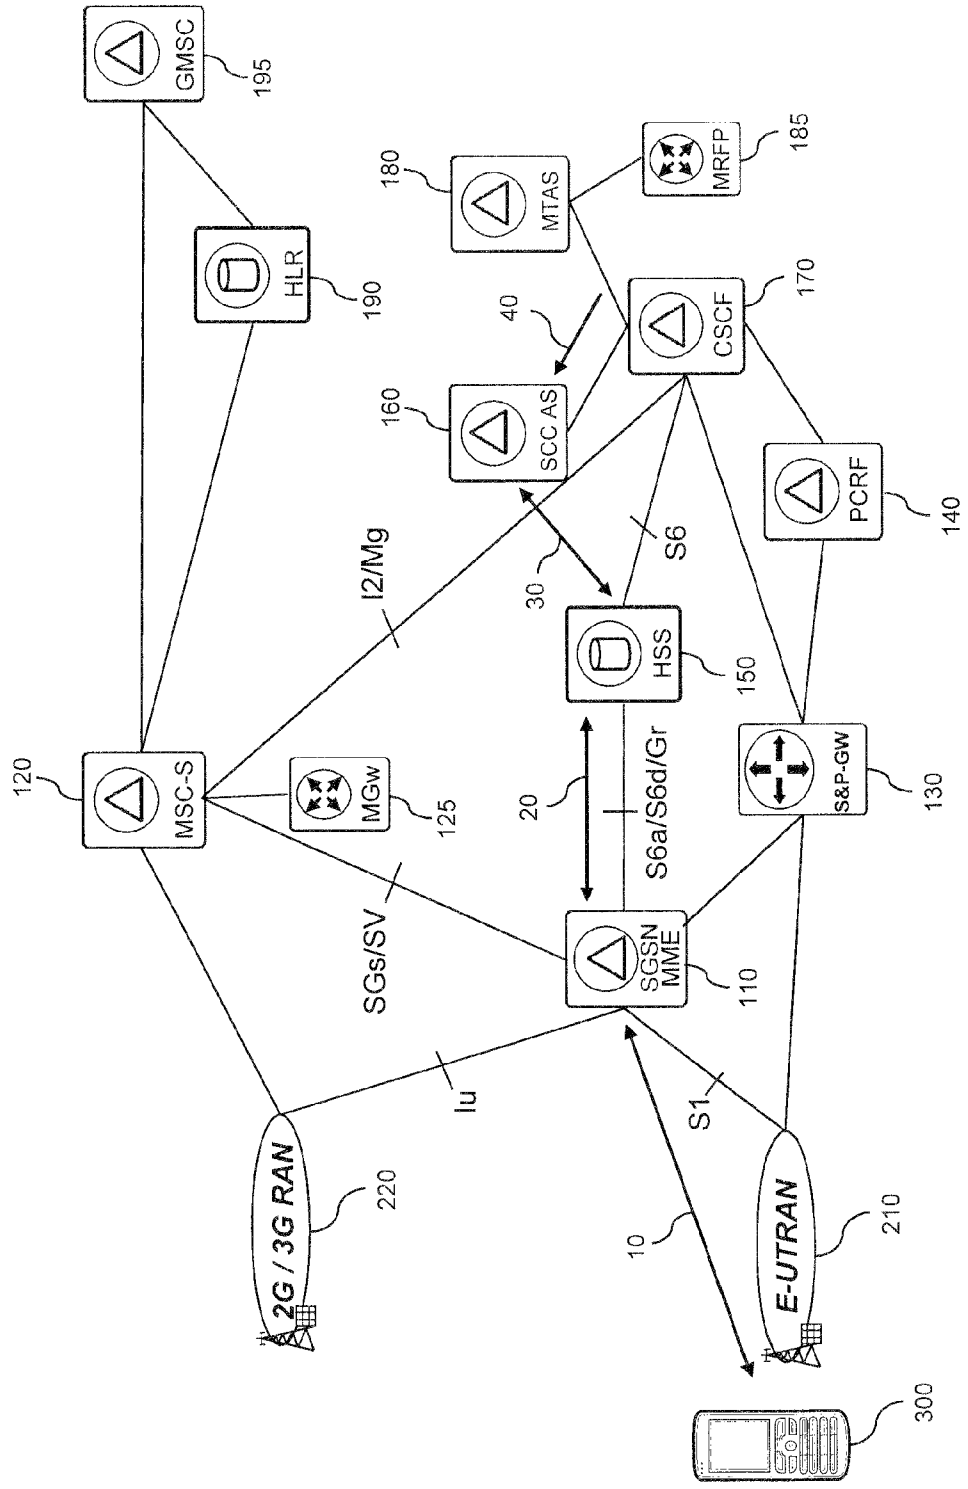 120
MSC-S
GMSC
195
HLR
190
180
MTAS
MRFP
185
160
SCC AS
40
CSCF
170
I2/Mg
30
S6
PCRF
140
HSS
150
MGw
125
SGs/SV
20
S6a/S6d/Gr
S&P-GW
130
SGSN
MME
110
Iu
S1
2G / 3G RAN
220
10
E-UTRAN
210
300